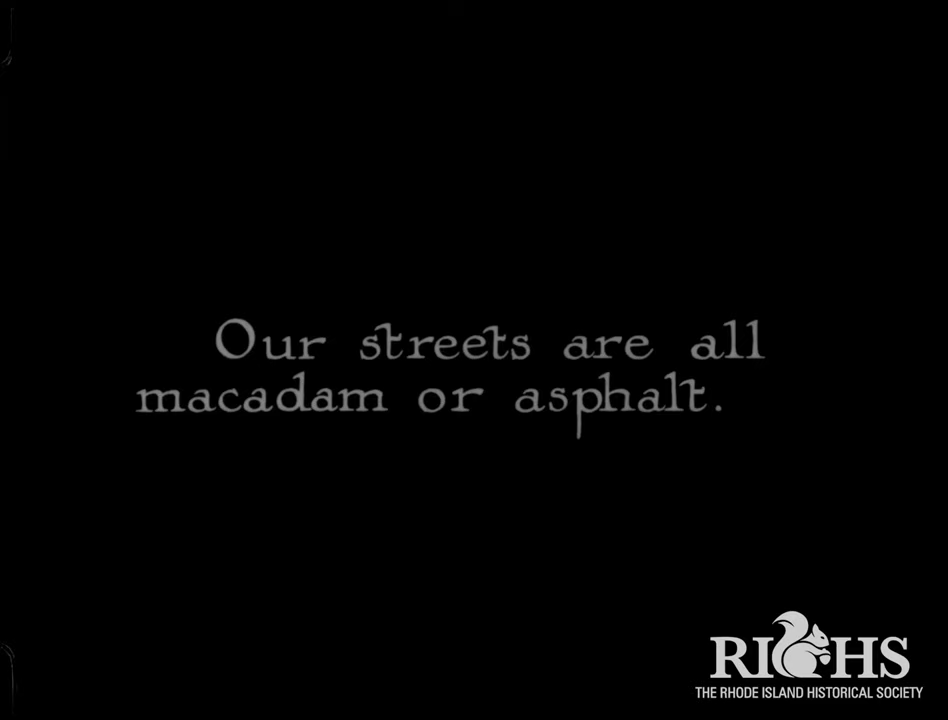 Our streets are all
macadam or asphalt.
RIHS
THE RHODE ISLAND HISTORICAL SOCIETY